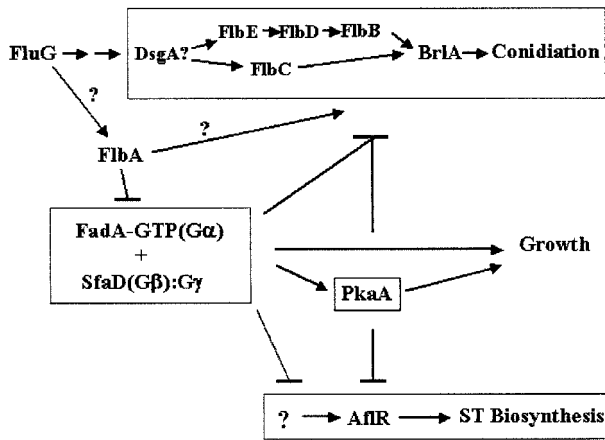 FlbE FlbD FlbB
FluG DsgA? BrlA Conidiation
FlbC
?
?
FlbA
FadA-GTP(Gα)
+
SfaD(Gβ):Gγ
Growth
PkaA
? AflR ST Biosynthesis